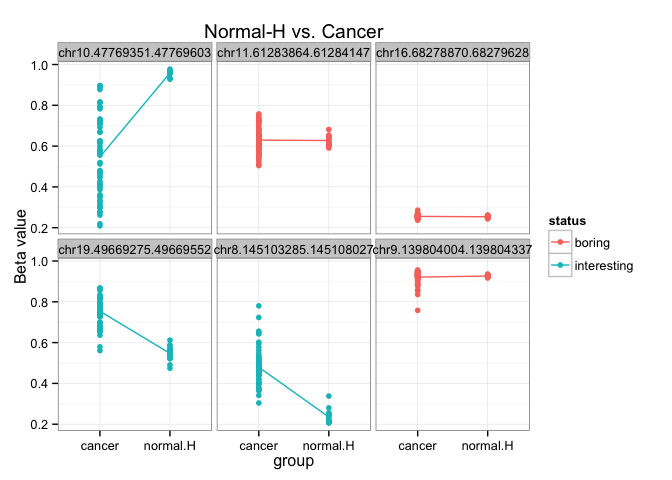 Normal-H vs. Cancer
chr10.47769351.47769603
chr11.61283864.61284147
chr16.68278870.68279628
1.0
0.8
0.6
0.4
0.2
chr19.49669275.49669552
chr8.145103285.145108027
chr9.139804004.139804337
1.0
0.8
0.6
0.4
0.2
Beta value
cancer normal.H cancer normal.H cancer normal.H
group
status
boring
interesting